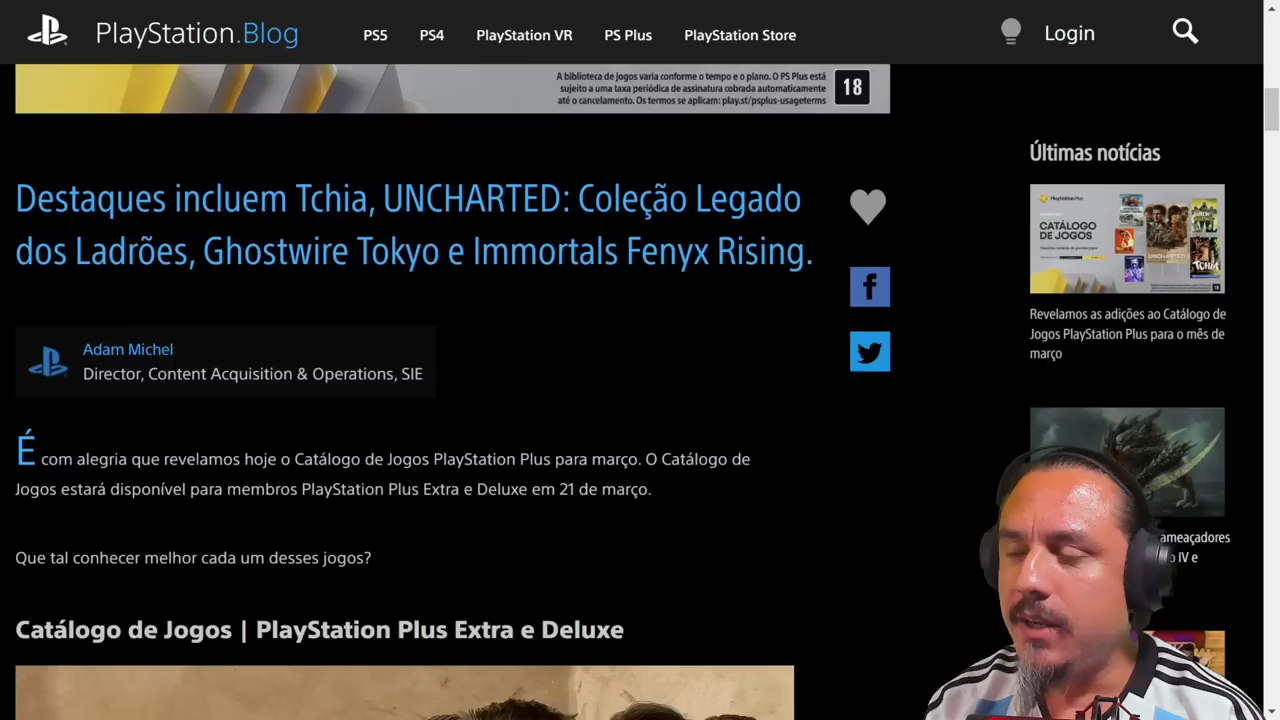 PlayStation.Blog
PS5
PS4
PlayStation VR
PS Plus
PlayStation Store
Login
A biblioteca de jogos varia conforme o tempo e o plano. O PS Plus está
sujeito a uma taxa periódica de assinatura cobrada automaticamente
até o cancelamento. Os termos se aplicam: play.st/psplus-usageterms
18
Destaques incluem Tchia, UNCHARTED: Coleção Legado
dos Ladrões, Ghostwire Tokyo e Immortals Fenyx Rising.
Adam Michel
Director, Content Acquisition & Operations, SIE
É com alegria que revelamos hoje o Catálogo de Jogos PlayStation Plus para março. O Catálogo de
Jogos estará disponível para membros PlayStation Plus Extra e Deluxe em 21 de março.
Que tal conhecer melhor cada um desses jogos?
Catálogo de Jogos | PlayStation Plus Extra e Deluxe
Últimas notícias
PlayStation Plus
CATÁLOGO
DE JOGOS
UNCHARTED
TCHIA
Revelamos as adições ao Catálogo de
Jogos PlayStation Plus para o mês de
março
ameaçadores
IV e